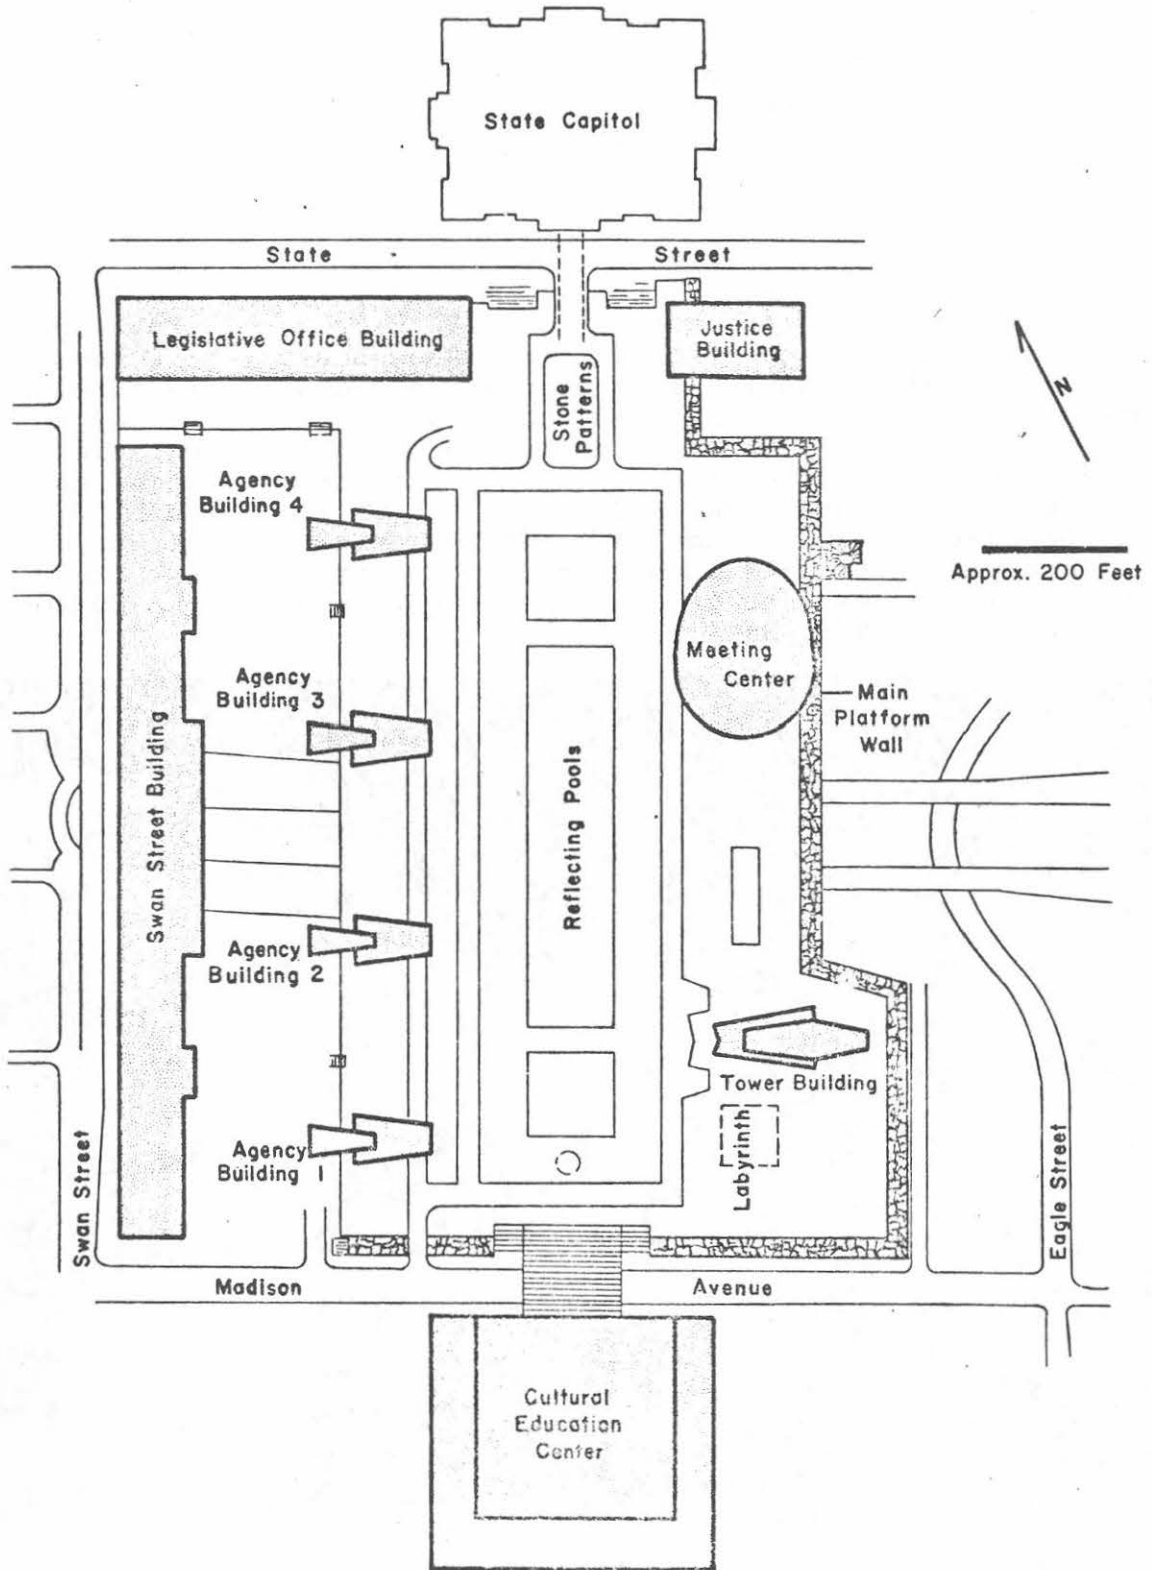 State Capitol
State Street
Legislative Office Building
Justice
Building
Stone
Patterns
N
Agency
Building 4
Approx. 200 Feet
Meeting
Center
Agency
Building 3
Main
Platform
Wall
Swan Street Building
Reflecting Pools
Agency
Building 2
Tower Building
Labyrinth
Agency
Building 1
Swan Street
Eagle Street
Madison Avenue
Cultural
Education
Center